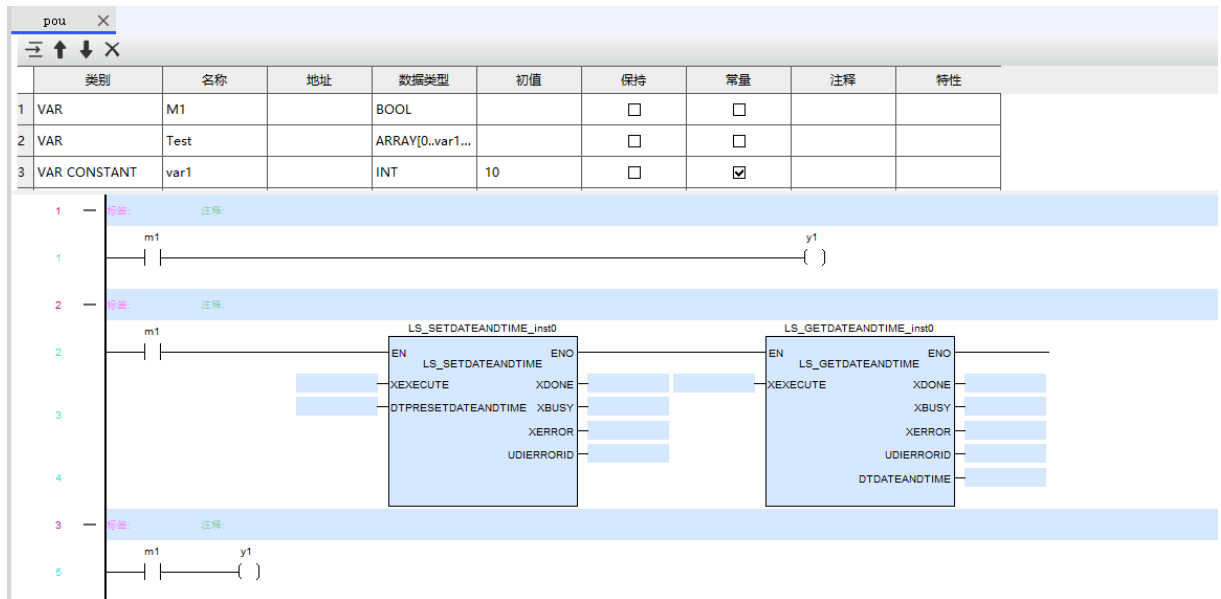 pou
类别 名称 地址 数据类型 初值 保持 常量 注释 特性
1 VAR M1 BOOL
2 VAR Test ARRAY[0..var1...
3 VAR CONSTANT var1 INT 10
1 标签: 注释:
m1 y1
1
2 标签: 注释:
m1 LS_SETDATEANDTIME_inst0 LS_GETDATEANDTIME_inst0
2 EN ENO EN ENO
LS_SETDATEANDTIME LS_GETDATEANDTIME
XEXECUTE XDONE XEXECUTE XDONE
3 DTPRESETDATEANDTIME XBUSY XBUSY
XERROR XERROR
UDIERRORID UDIERRORID
4 DTDATEANDTIME
3 标签: 注释:
m1 y1
5